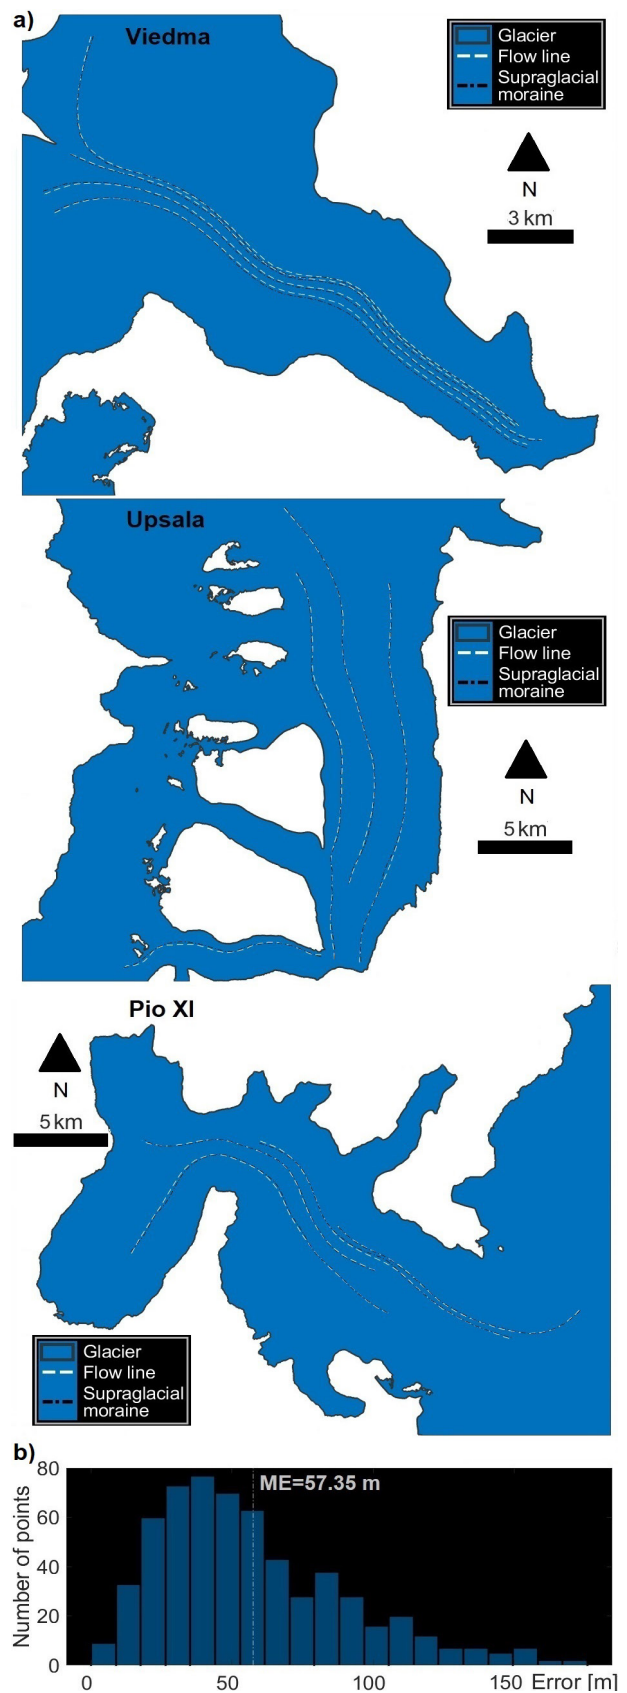 a)
Viedma
Glacier
Flow line
Supraglacial
moraine
N
3 km
Upsala
Glacier
Flow line
Supraglacial
moraine
N
5 km
Pio XI
N
5 km
Glacier
Flow line
Supraglacial
moraine
b)
80
ME=57.35 m
60
40
20
0
Number of points
0
50
100
150
Error [m]